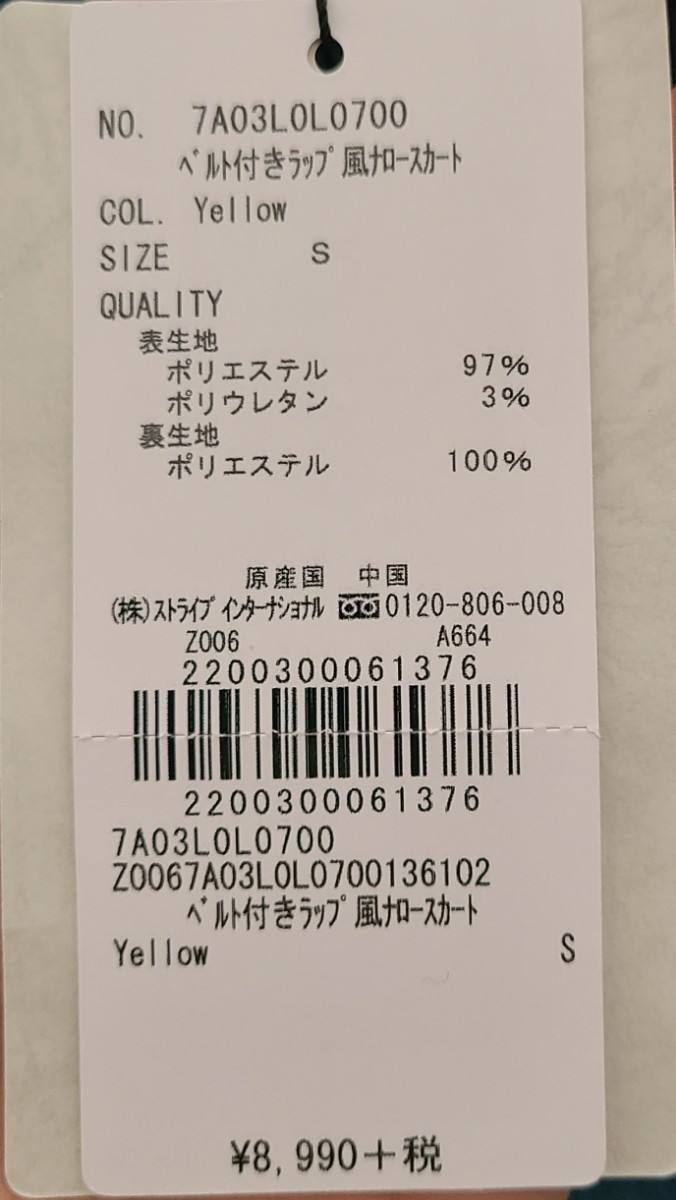 NO. 7A03L0L0700
ﾍﾞﾙﾄ付きﾗｯﾌﾟ風ﾅﾛｰｽｶｰﾄ
COL. Yellow
SIZE S
QUALITY
表生地
ポリエステル 97%
ポリウレタン 3%
裏生地
ポリエステル 100%
原産国 中国
(株)ｽﾄﾗｲﾌﾟｲﾝﾀｰﾅｼｮﾅﾙ 0120-806-008
Z006 A664
2200300061376
2200300061376
7A03L0L0700
Z0067A03L0L0700136102
ﾍﾞﾙﾄ付きﾗｯﾌﾟ風ﾅﾛｰｽｶｰﾄ
Yellow S
¥8,990+税